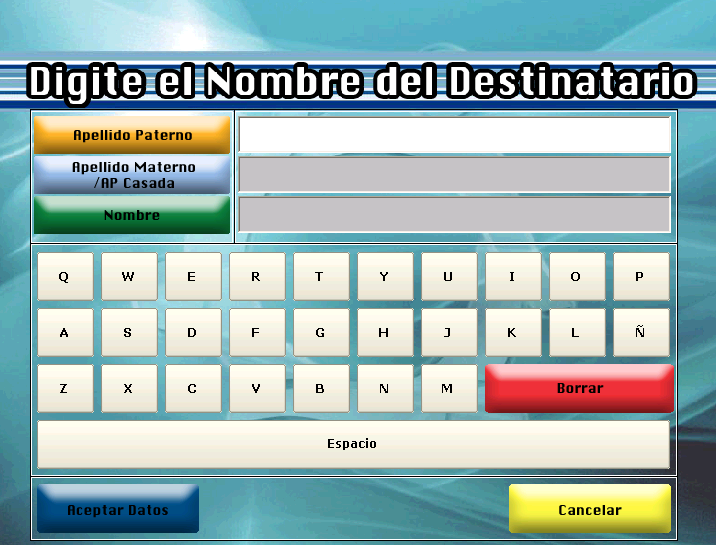 Digite el Nombre del Destinatario
Apellido Paterno
Apellido Materno
/AP Casada
Nombre
Q W E R T Y U I O P
A S D F G H J K L Ñ
Z X C V B N M Borrar
Espacio
Aceptar Datos Cancelar